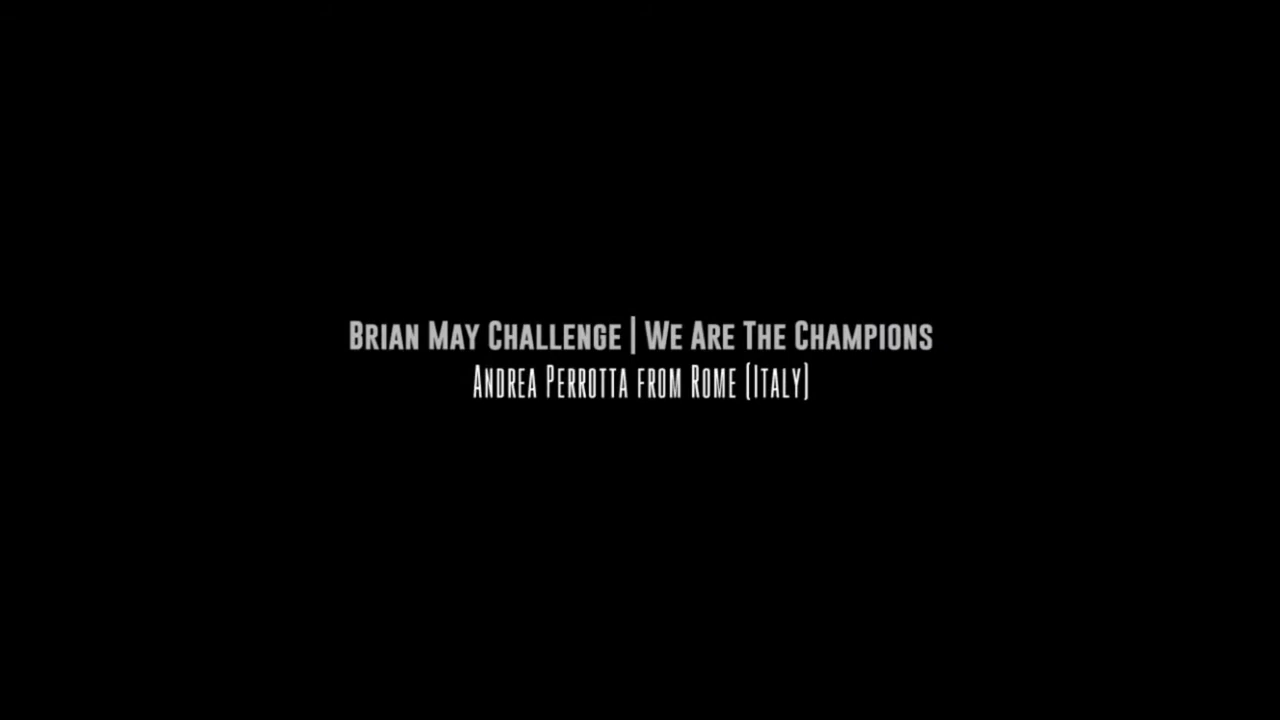 Brian May Challenge | We Are The Champions
Andrea Perrotta from Rome (Italy)